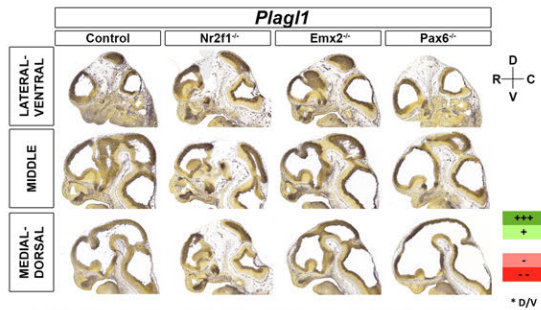 Plagl1
Control Nr2f1-/- Emx2-/- Pax6-/-
LATERAL-
VENTRAL
MIDDLE
MEDIAL-
DORSAL
D
R C
V
+++
+
-
--
* D/V